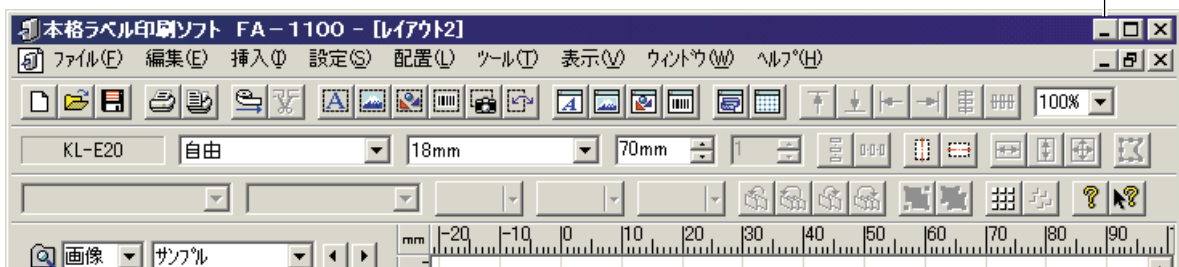 本格ラベル印刷ソフト FA-1100 - [レイアウト2]
ファイル(F) 編集(E) 挿入(I) 設定(S) 配置(L) ツール(T) 表示(V) ウィンドウ(W) ヘルプ(H)
A A 100%
KL-E20 自由 18mm 70mm 1
画像 サンプル mm -20 -10 0 10 20 30 40 50 60 70 80 90